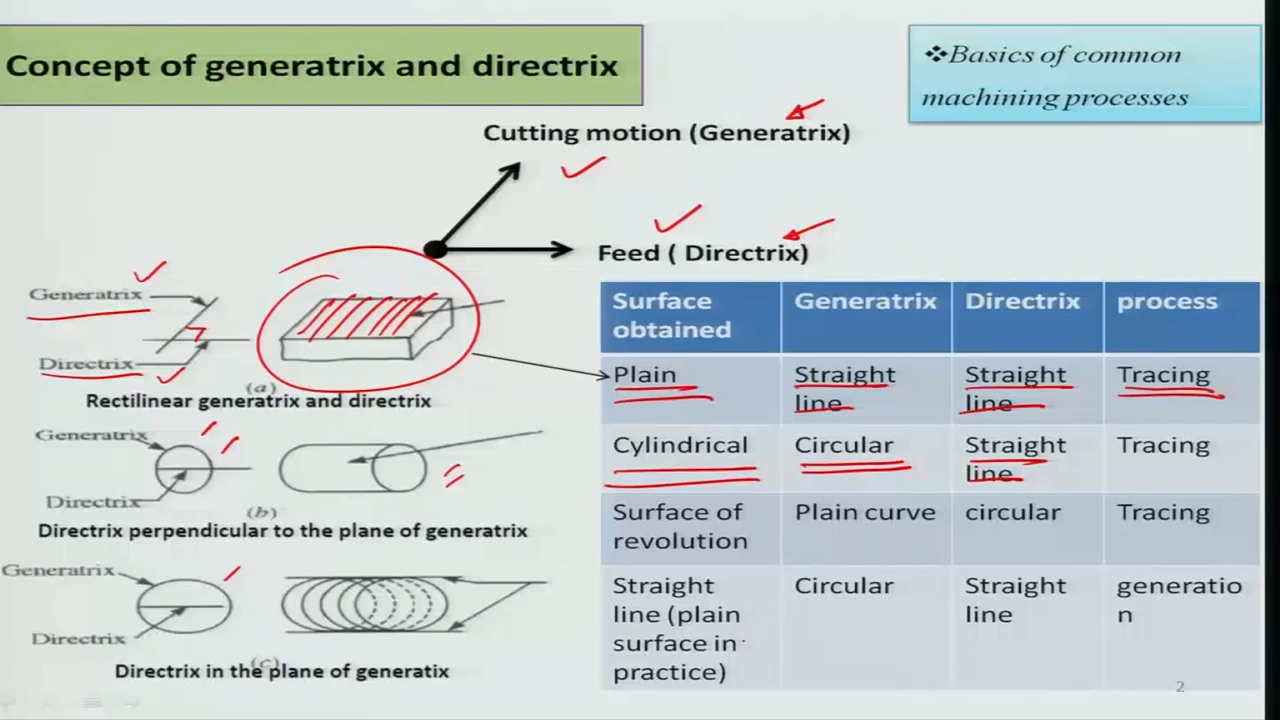 Concept of generatrix and directrix
❖Basics of common
machining processes
Cutting motion (Generatrix)
Feed ( Directrix)
Generatrix
Directrix
(a)
Rectilinear generatrix and directrix
Generatrix
Directrix
(b)
Directrix perpendicular to the plane of generatrix
Generatrix
Directrix
(c)
Directrix in the plane of generatix
Surface obtained Generatrix Directrix process
Plain Straight line Straight line Tracing
Cylindrical Circular Straight line Tracing
Surface of revolution Plain curve circular Tracing
Straight line (plain surface in practice) Circular Straight line generation
2